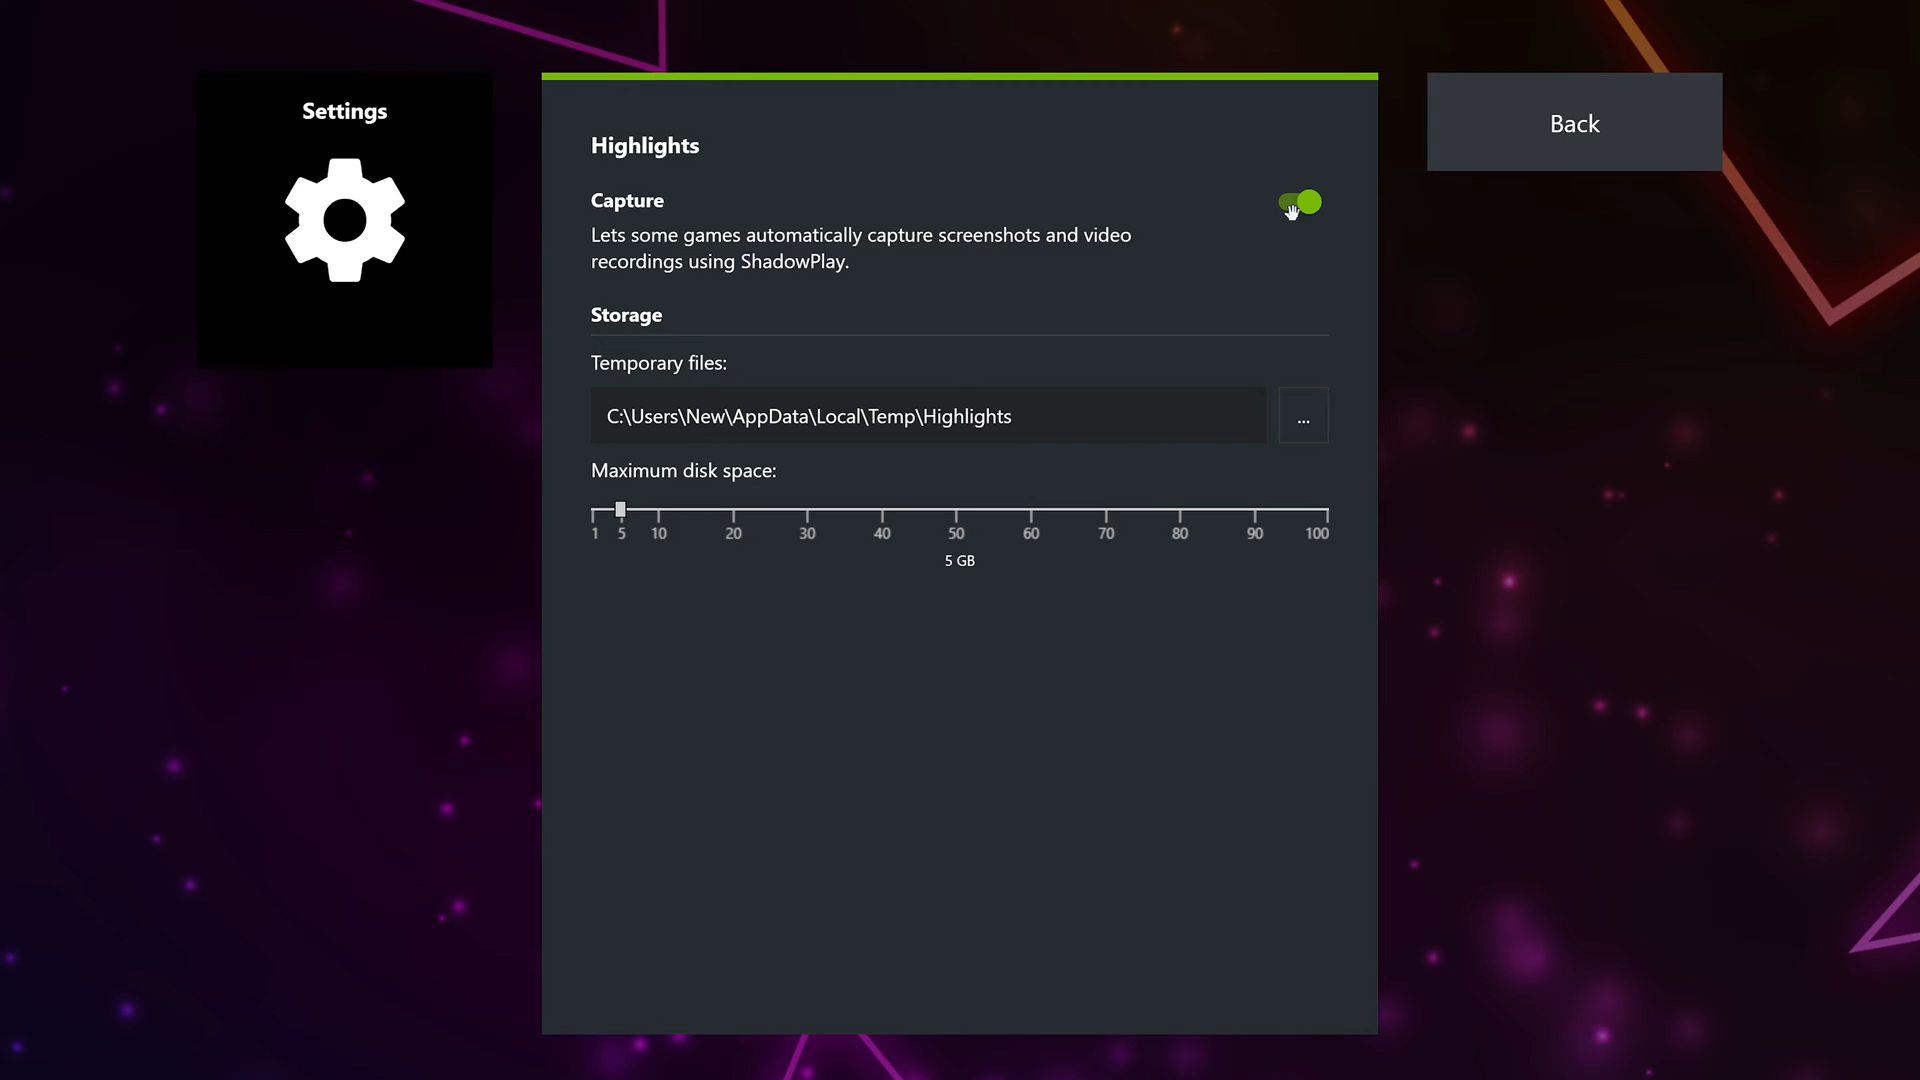 Settings
Back
Highlights
Capture
Lets some games automatically capture screenshots and video
recordings using ShadowPlay.
Storage
Temporary files:
C:\Users\New\AppData\Local\Temp\Highlights
...
Maximum disk space:
1 5 10 20 30 40 50 60 70 80 90 100
5 GB